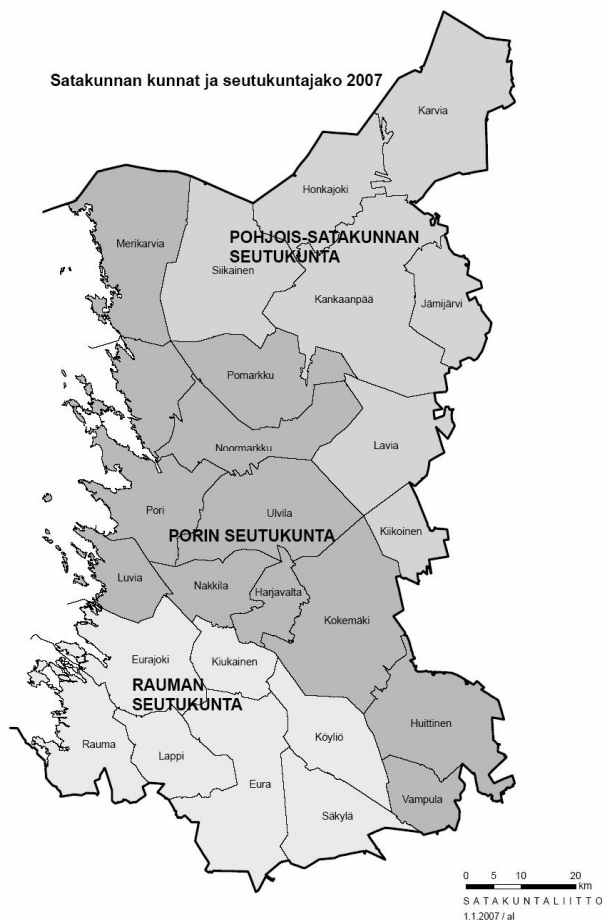 Satakunnan kunnat ja seutukuntajako 2007
Karvia
Honkajoki
Merikarvia
POHJOIS-SATAKUNNAN
SEUTUKUNTA
Siikainen
Kankaanpää
Jämijärvi
Pomarkku
Noormarkku
Lavia
Pori
Ulvila
PORIN SEUTUKUNTA
Kiikoinen
Luvia
Nakkila
Harjavalta
Kokemäki
Eurajoki
Kiukainen
RAUMAN
SEUTUKUNTA
Huittinen
Rauma
Lappi
Köyliö
Eura
Vampula
Säkylä
0 5 10 20
km
SATAKUNTALIITTO
1.1.2007 / al